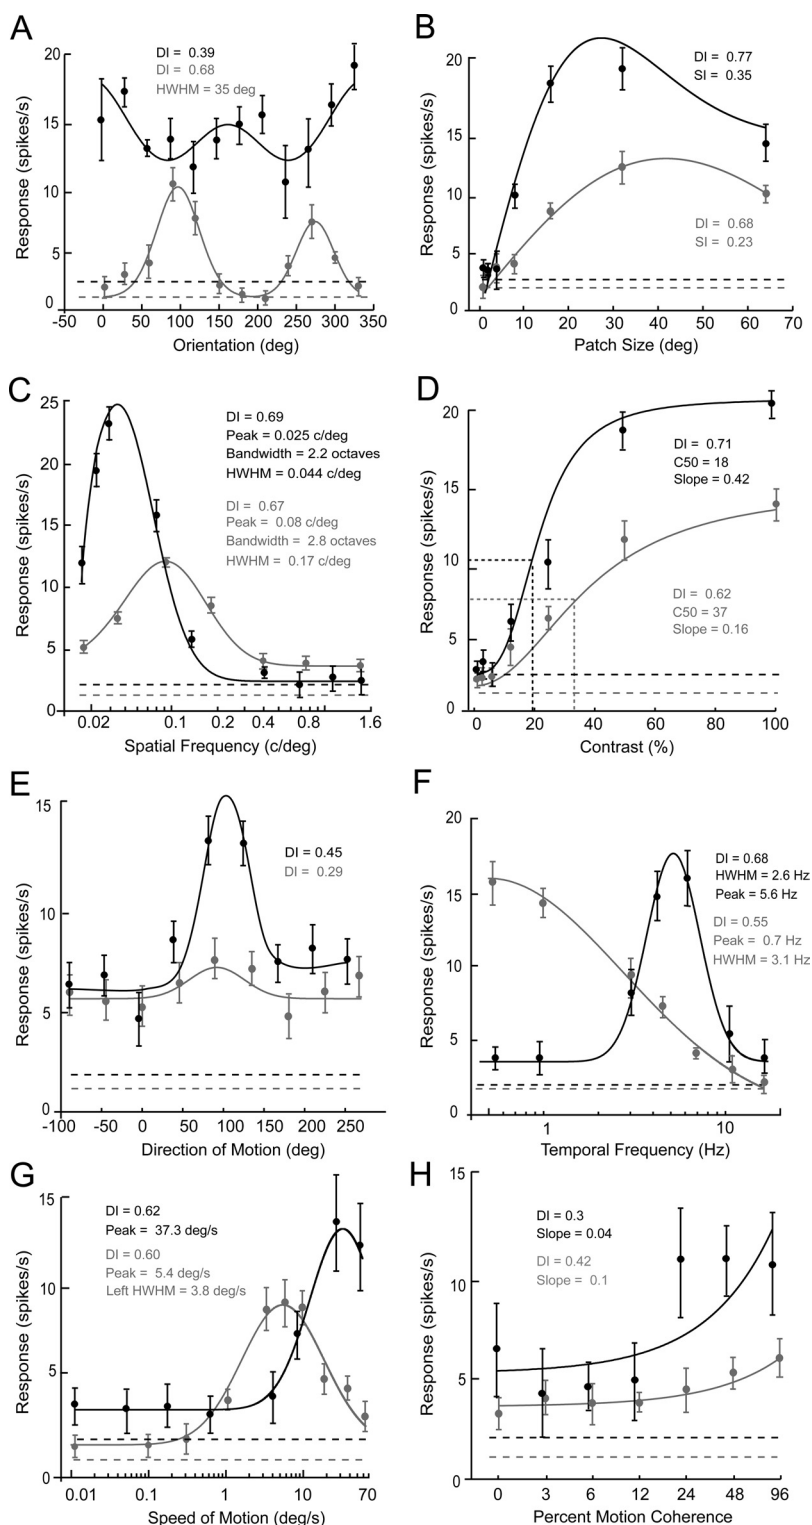 A
Response (spikes/s)
20
15
10
5
0
DI = 0.39
DI = 0.68
HWHM = 35 deg
-50 0 50 100 150 200 250 300 350
Orientation (deg)
B
Response (spikes/s)
20
15
10
5
0
DI = 0.77
SI = 0.35
DI = 0.68
SI = 0.23
0 10 20 30 40 50 60 70
Patch Size (deg)
C
Response (spikes/s)
25
20
15
10
5
0
DI = 0.69
Peak = 0.025 c/deg
Bandwidth = 2.2 octaves
HWHM = 0.044 c/deg
DI = 0.67
Peak = 0.08 c/deg
Bandwidth = 2.8 octaves
HWHM = 0.17 c/deg
0.02 0.1 0.2 0.4 0.8 1.6
Spatial Frequency (c/deg)
D
Response (spikes/s)
20
15
10
5
0
DI = 0.71
C50 = 18
Slope = 0.42
DI = 0.62
C50 = 37
Slope = 0.16
0 20 40 60 80 100
Contrast (%)
E
Response (spikes/s)
15
10
5
0
DI = 0.45
DI = 0.29
-100 -50 0 50 100 150 200 250
Direction of Motion (deg)
F
Response (spikes/s)
20
15
10
5
0
DI = 0.68
HWHM = 2.6 Hz
Peak = 5.6 Hz
DI = 0.55
Peak = 0.7 Hz
HWHM = 3.1 Hz
1 10
Temporal Frequency (Hz)
G
Response (spikes/s)
15
10
5
0
DI = 0.62
Peak = 37.3 deg/s
DI = 0.60
Peak = 5.4 deg/s
Left HWHM = 3.8 deg/s
0.01 0.1 1 10 70
Speed of Motion (deg/s)
H
Response (spikes/s)
15
10
5
0
DI = 0.3
Slope = 0.04
DI = 0.42
Slope = 0.1
0 3 6 12 24 48 96
Percent Motion Coherence